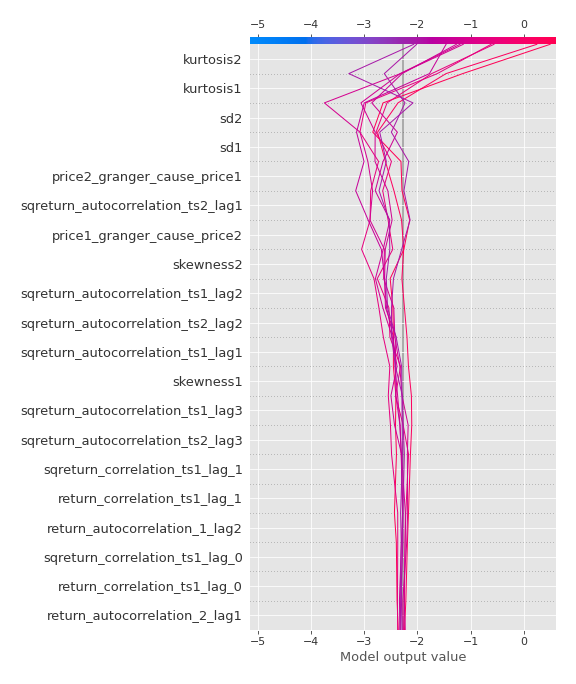 −5 −4 −3 −2 −1 0
kurtosis2
kurtosis1
sd2
sd1
price2_granger_cause_price1
sqreturn_autocorrelation_ts2_lag1
price1_granger_cause_price2
skewness2
sqreturn_autocorrelation_ts1_lag2
sqreturn_autocorrelation_ts2_lag2
sqreturn_autocorrelation_ts1_lag1
skewness1
sqreturn_autocorrelation_ts1_lag3
sqreturn_autocorrelation_ts2_lag3
sqreturn_correlation_ts1_lag_1
return_correlation_ts1_lag_1
return_autocorrelation_1_lag2
sqreturn_correlation_ts1_lag_0
return_correlation_ts1_lag_0
return_autocorrelation_2_lag1
−5 −4 −3 −2 −1 0
Model output value